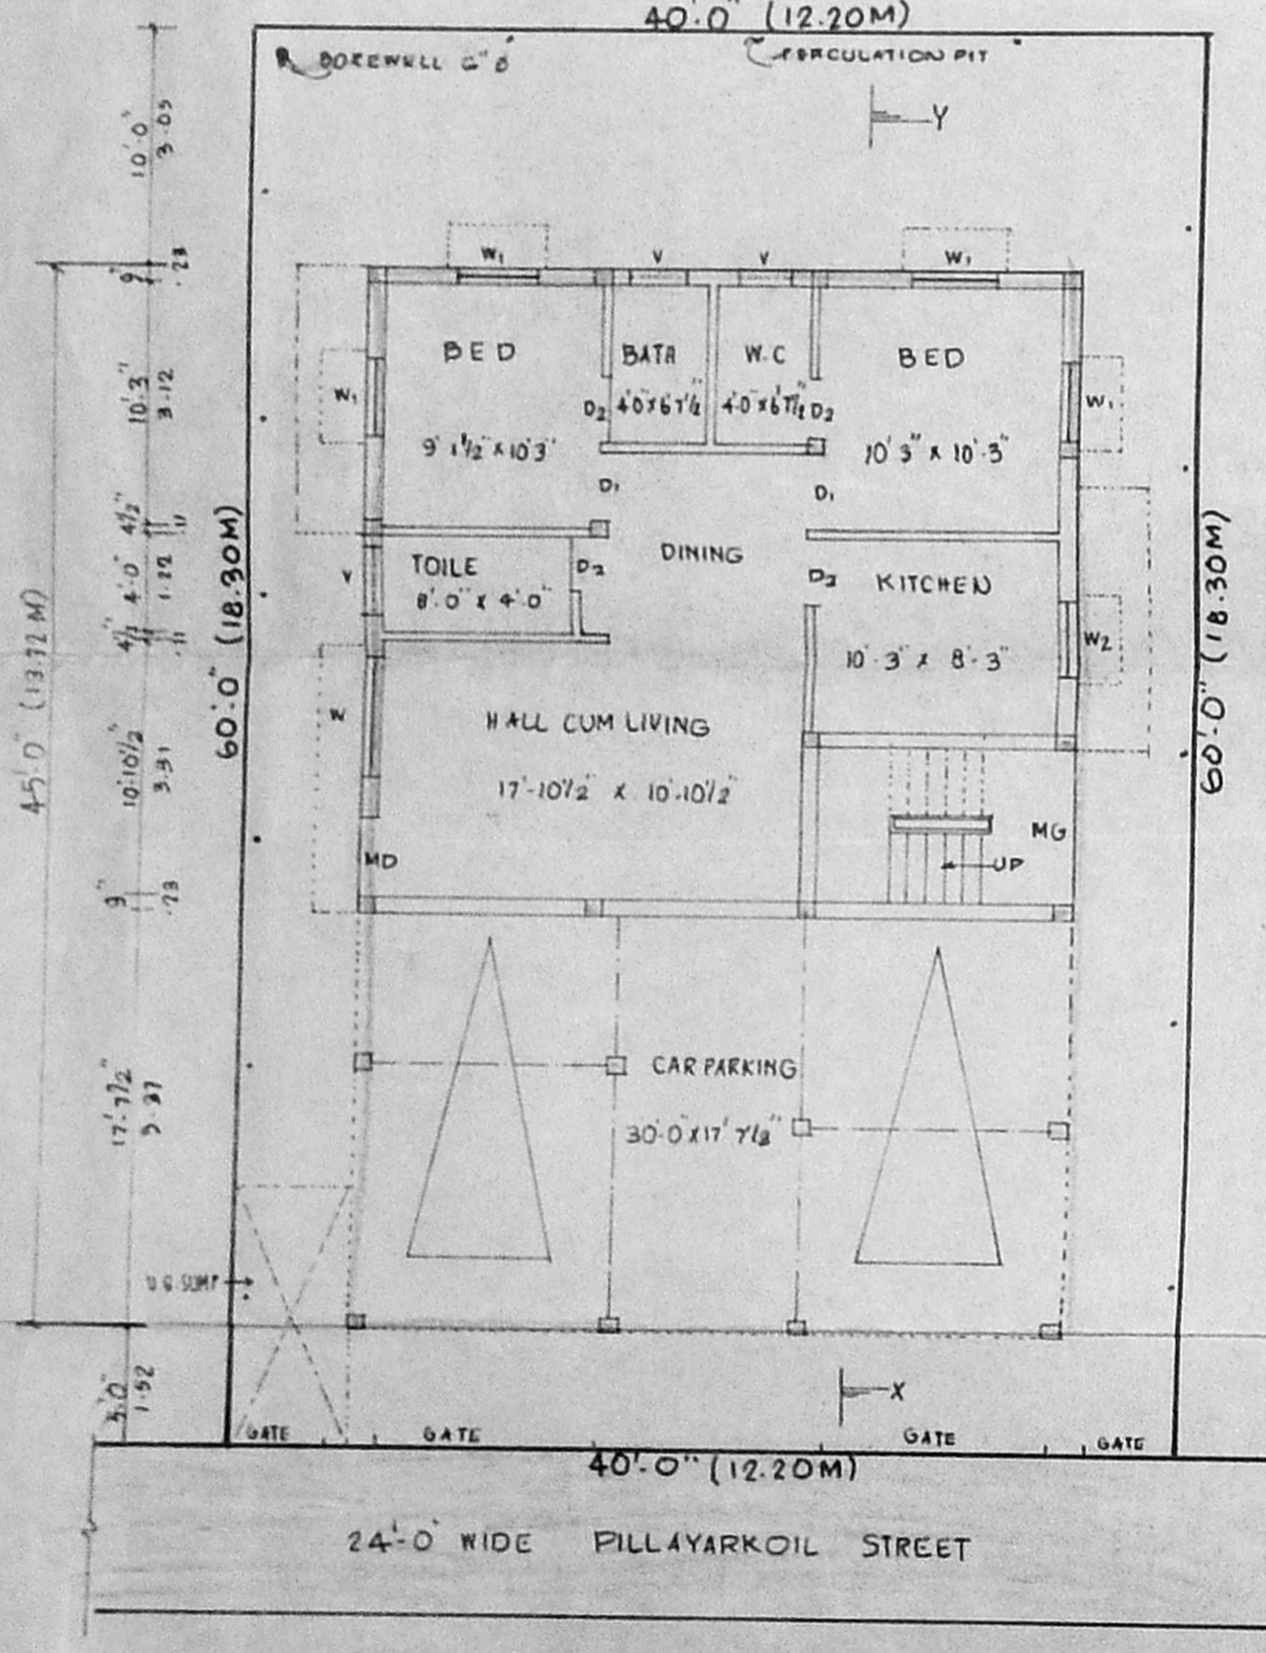 40'-0" (12.20M)
BOREWELL 6" Ø
PERCULATION PIT
Y
10'-0"
3.05
9"
.23
W1
V
V
W1
BED
BATH
W.C
BED
W1
W1
10'.3"
3.12
D2
4'0"x6'7½"
4'.0"x6'7½"
D2
9' 1½" x 10'3"
10' 3" x 10'-3"
D1
D1
4½"
.11
DINING
TOILE
8'.0" x 4'.0"
D2
D2
KITCHEN
V
4'-0"
1.22
4½"
.11
W2
10'-3" x 8'-3"
60'-0" (18.30M)
60'-0" (18.30M)
45'-0" (13.72M)
W
HALL CUM LIVING
17'-10½" x 10'-10½"
10'-10½"
3.31
MG
MD
UP
9"
.23
CAR PARKING
30'-0"x17' 7½"
17'-7½"
5.37
U.G.SUMP
5'.0"
1.52
X
GATE
GATE
GATE
GATE
40'-0" (12.20M)
24'-0" WIDE PILLAYARKOIL STREET